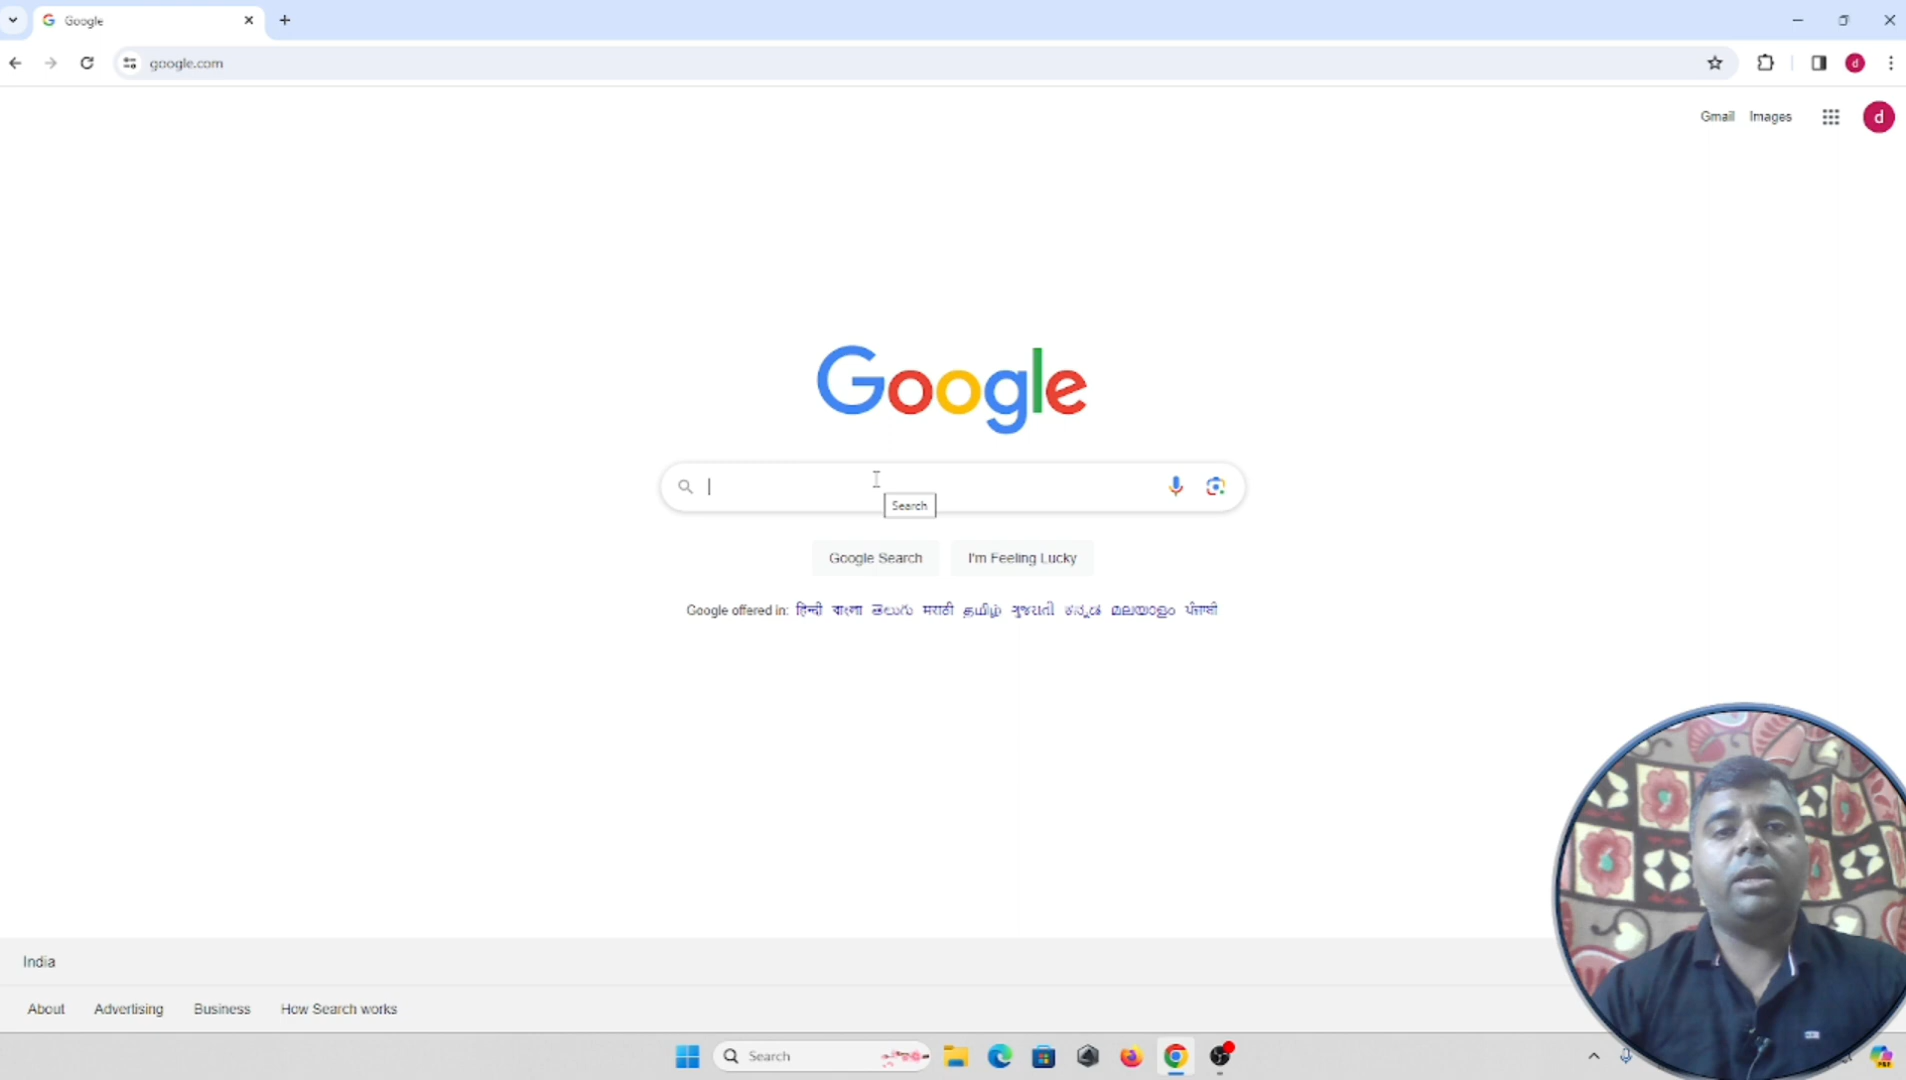 Google
google.com
Gmail Images
d
Google
Search
Google Search I'm Feeling Lucky
Google offered in: हिन्दी বাংলা తెలుగు मराठी தமிழ் ગુજરાતી ಕನ್ನಡ മലയാളം ਪੰਜਾਬੀ
India
About Advertising Business How Search works
Search